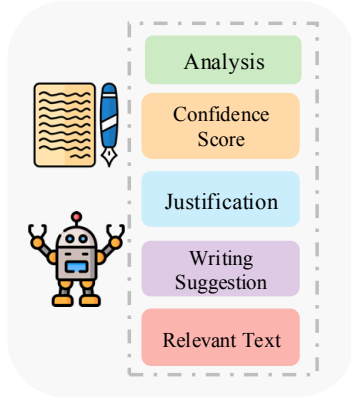 Analysis
Confidence
Score
Justification
Writing
Suggestion
Relevant Text